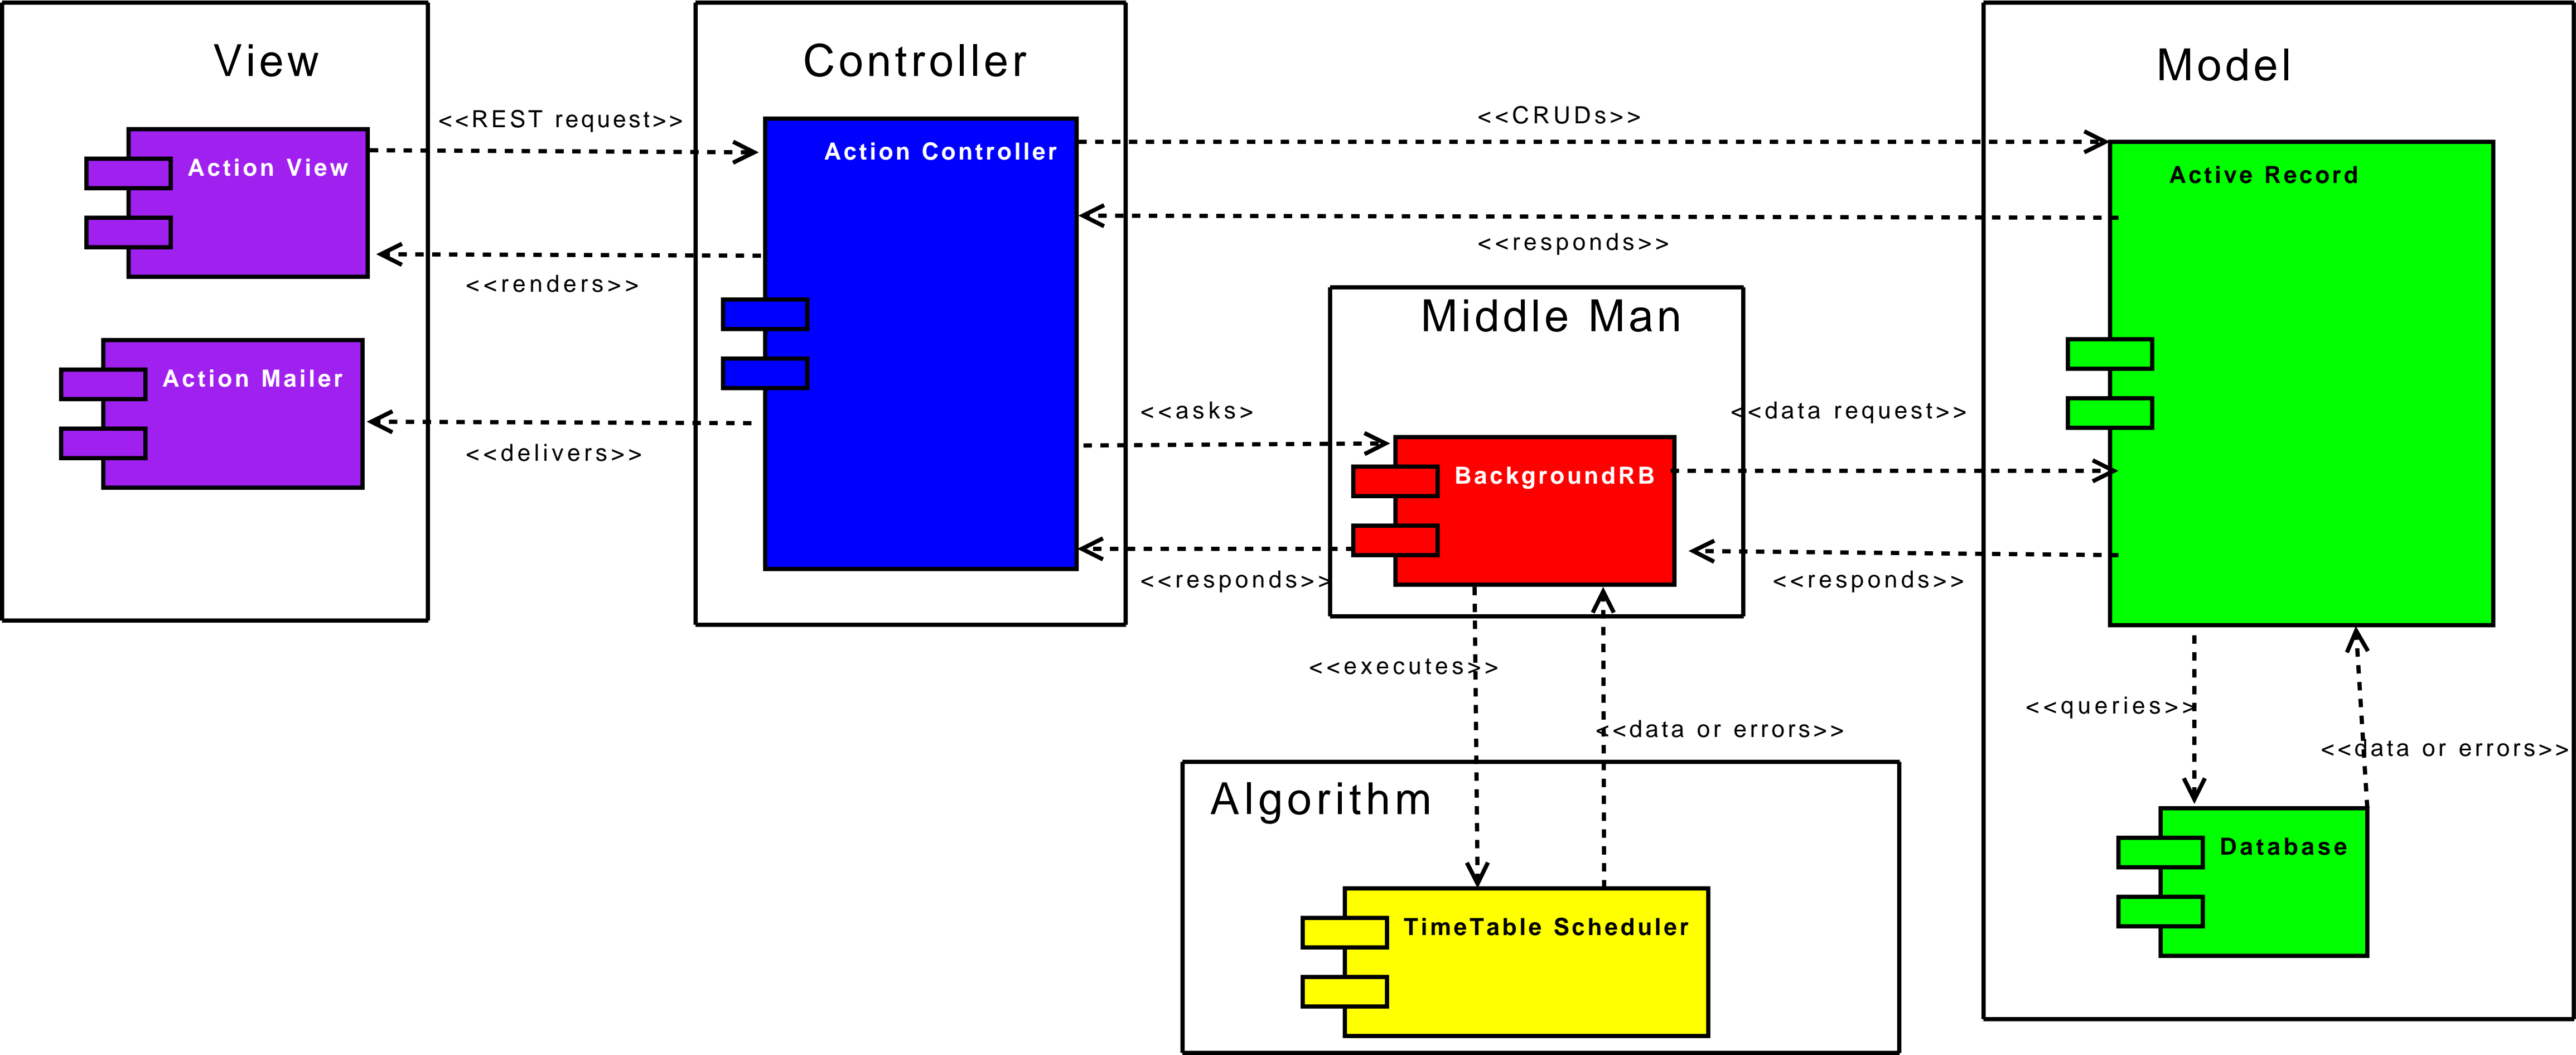 View
Controller
Model
<<REST request>>
<<CRUDs>>
Action View
Action Controller
Active Record
<<renders>>
<<responds>>
Middle Man
Action Mailer
<<delivers>>
<<asks>
<<data request>>
BackgroundRB
<<responds>>
<<responds>>
<<executes>>
<<data or errors>>
<<queries>>
<<data or errors>>
Algorithm
TimeTable Scheduler
Database